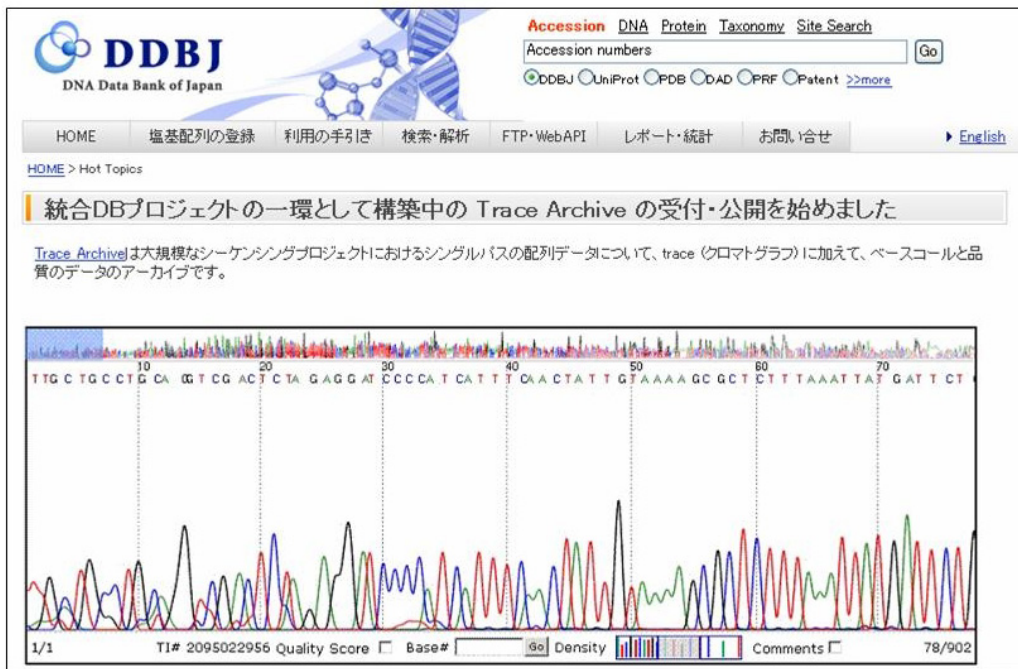 DDBJ
DNA Data Bank of Japan
Accession DNA Protein Taxonomy Site Search
Accession numbers Go
DDBJ UniProt PDB DAD PRF Patent >>more
HOME 塩基配列の登録 利用の手引き 検索・解析 FTP・WebAPI レポート・統計 お問い合せ English
HOME > Hot Topics
統合DBプロジェクトの一環として構築中の Trace Archive の受付・公開を始めました
Trace Archiveは大規模なシーケンシングプロジェクトにおけるシングルパスの配列データについて、trace (クロマトグラフ)に加えて、ベースコールと品
質のデータのアーカイブです。
10 20 30 40 50 60 70
TTGCTGCCTGCA GGTCGACTCTAGAGGATCCCCATCATTTTCAACTATTGTAAAAGCGCTCTTTAAATTATGATTCT
1/1 TI# 2095022956 Quality Score Base# Go Density Comments 78/902